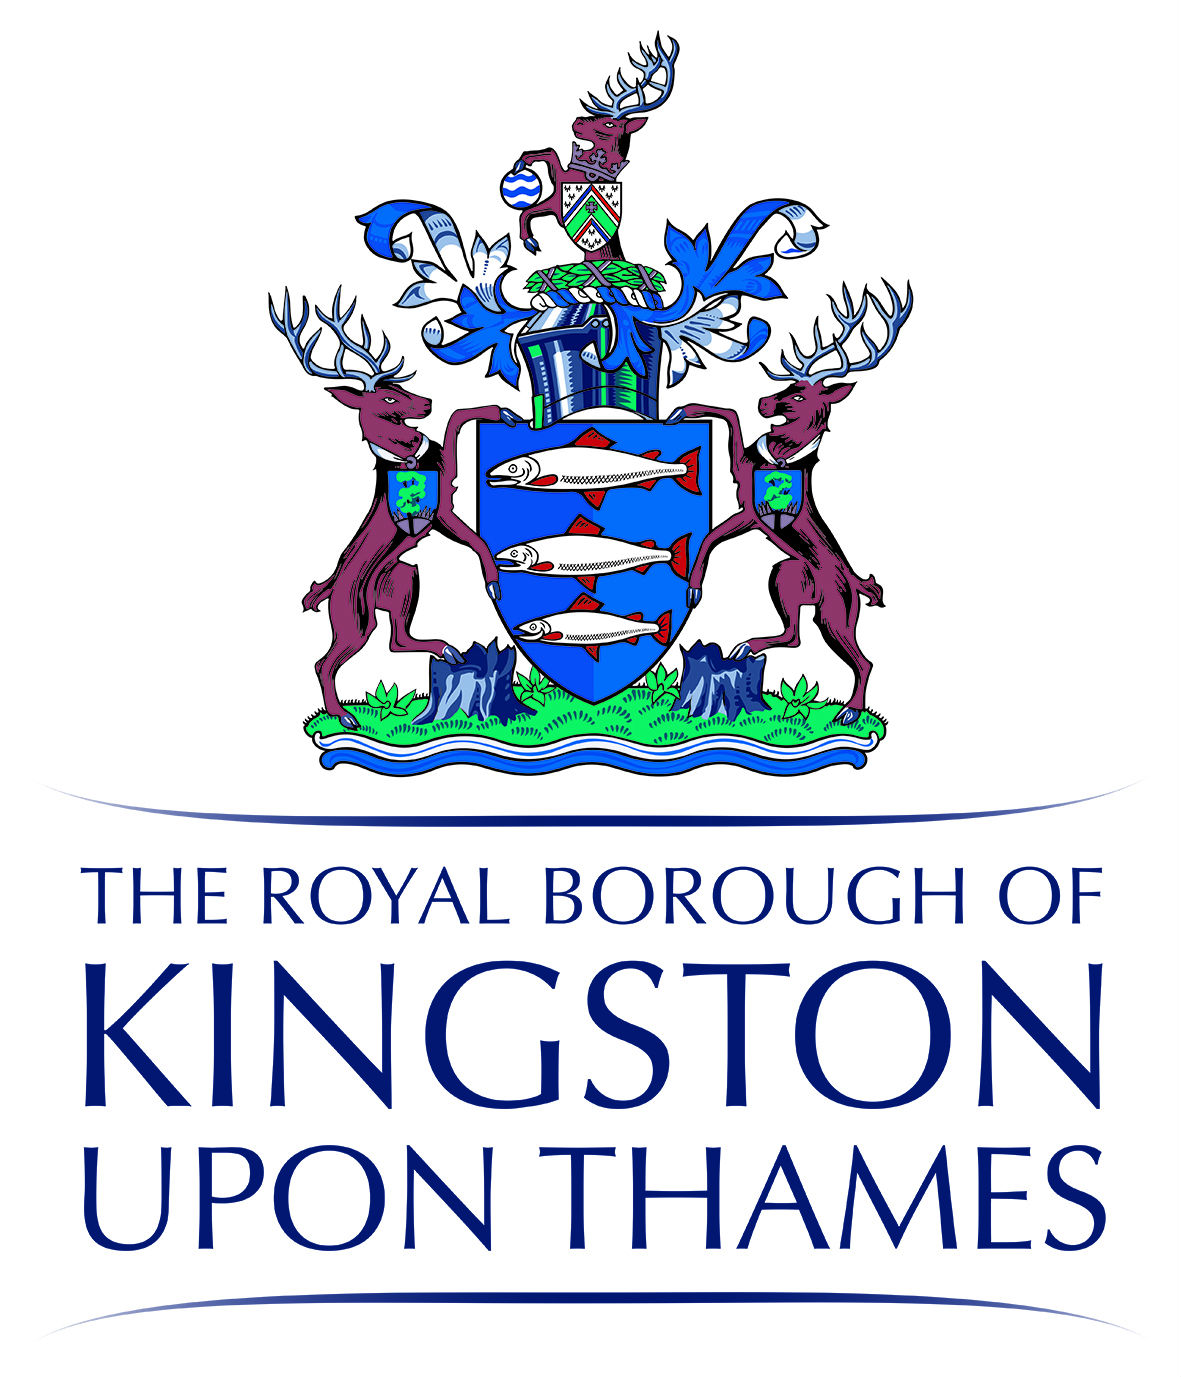 THE ROYAL BOROUGH OF
KINGSTON
UPON THAMES